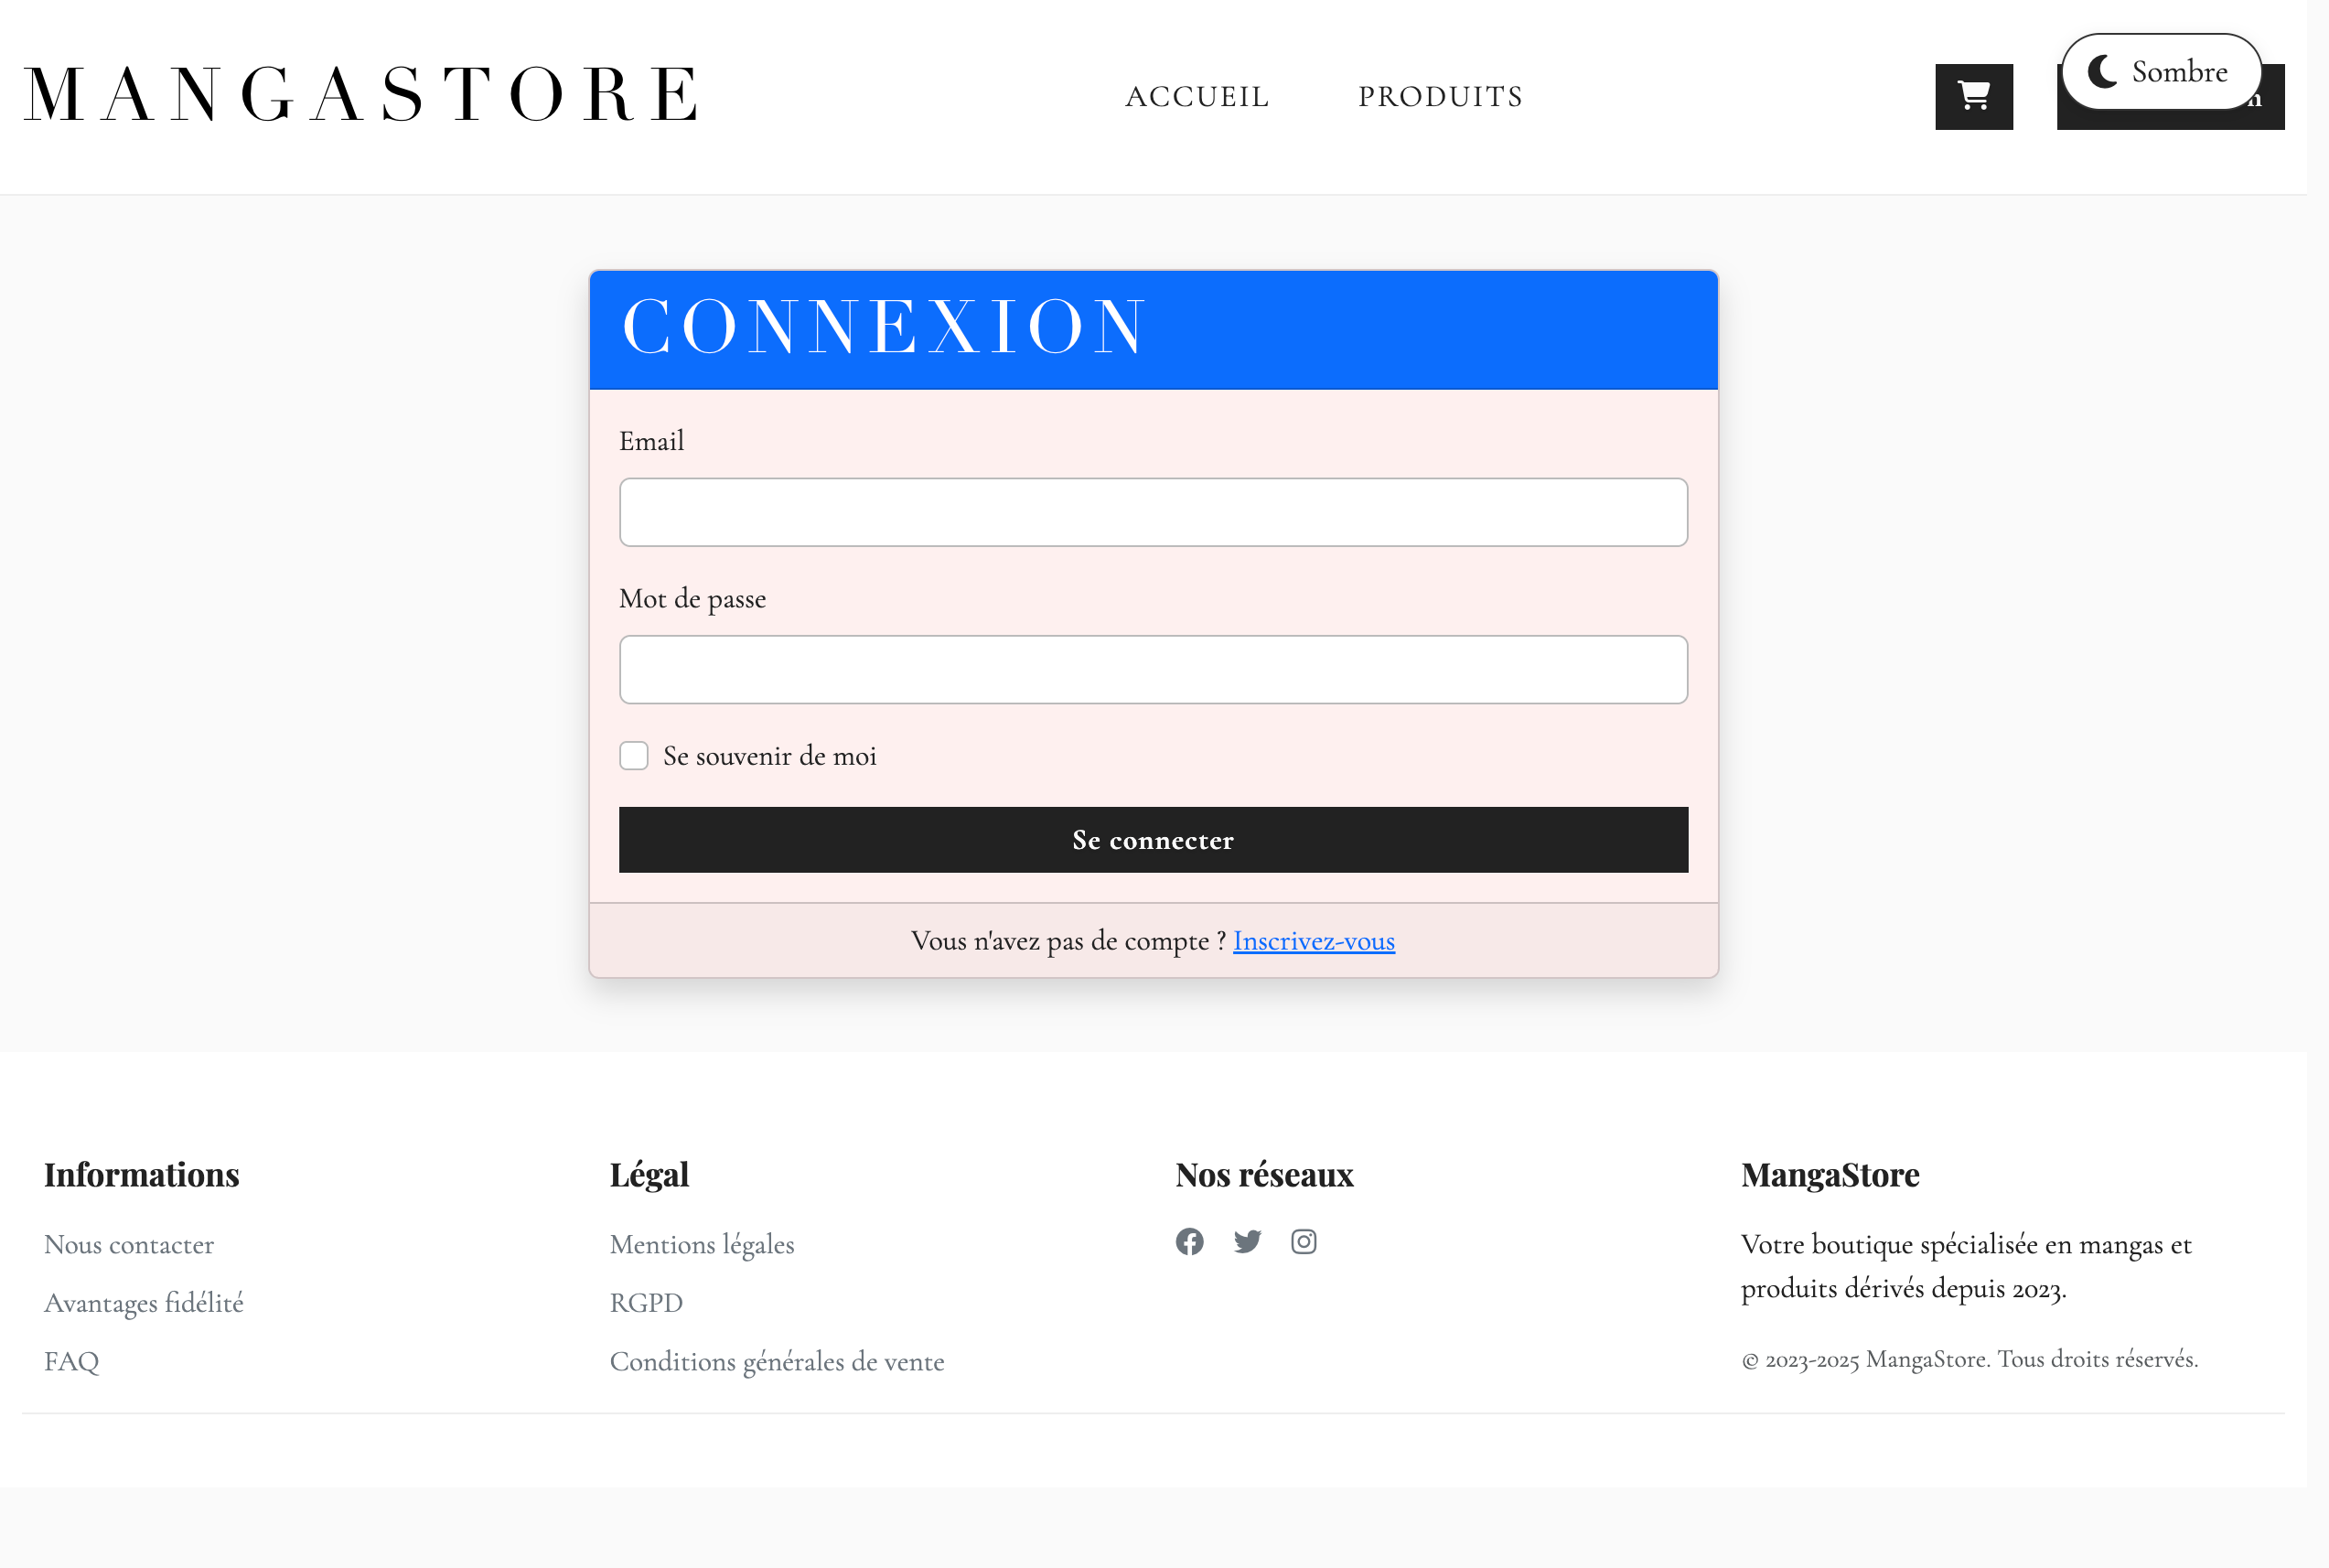 MANGASTORE
ACCUEIL
PRODUITS
Sombre
CONNEXION
Email
Mot de passe
Se souvenir de moi
Se connecter
Vous n'avez pas de compte ? Inscrivez-vous
Informations
Nous contacter
Avantages fidélité
FAQ
Légal
Mentions légales
RGPD
Conditions générales de vente
Nos réseaux
MangaStore
Votre boutique spécialisée en mangas et
produits dérivés depuis 2023.
© 2023-2025 MangaStore. Tous droits réservés.